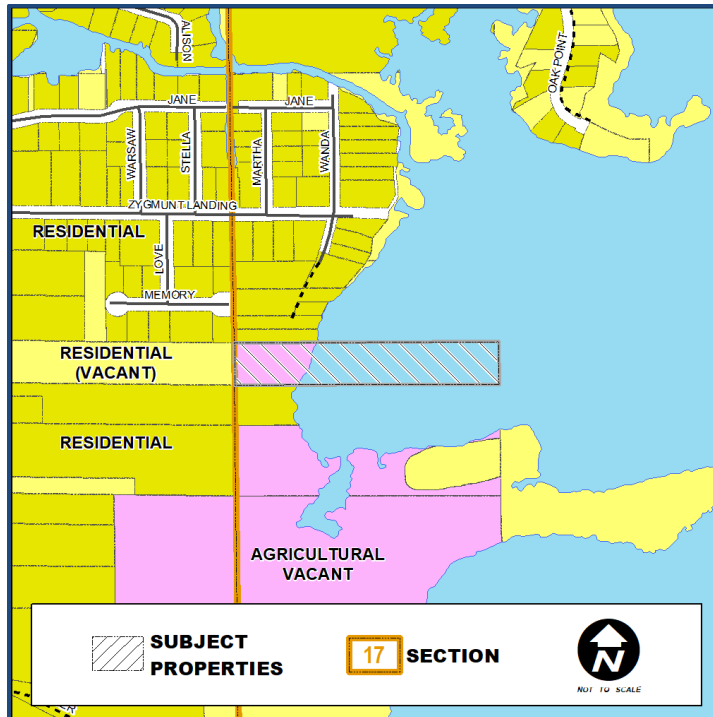 ALISON
OAK POINT
JANE
JANE
WARSAW
STELLA
MARTHA
WANDA
ZYGMUNT LANDING
RESIDENTIAL
LOVE
MEMORY
RESIDENTIAL
(VACANT)
RESIDENTIAL
AGRICULTURAL
VACANT
SUBJECT
PROPERTIES
17
SECTION
N
NOT TO SCALE